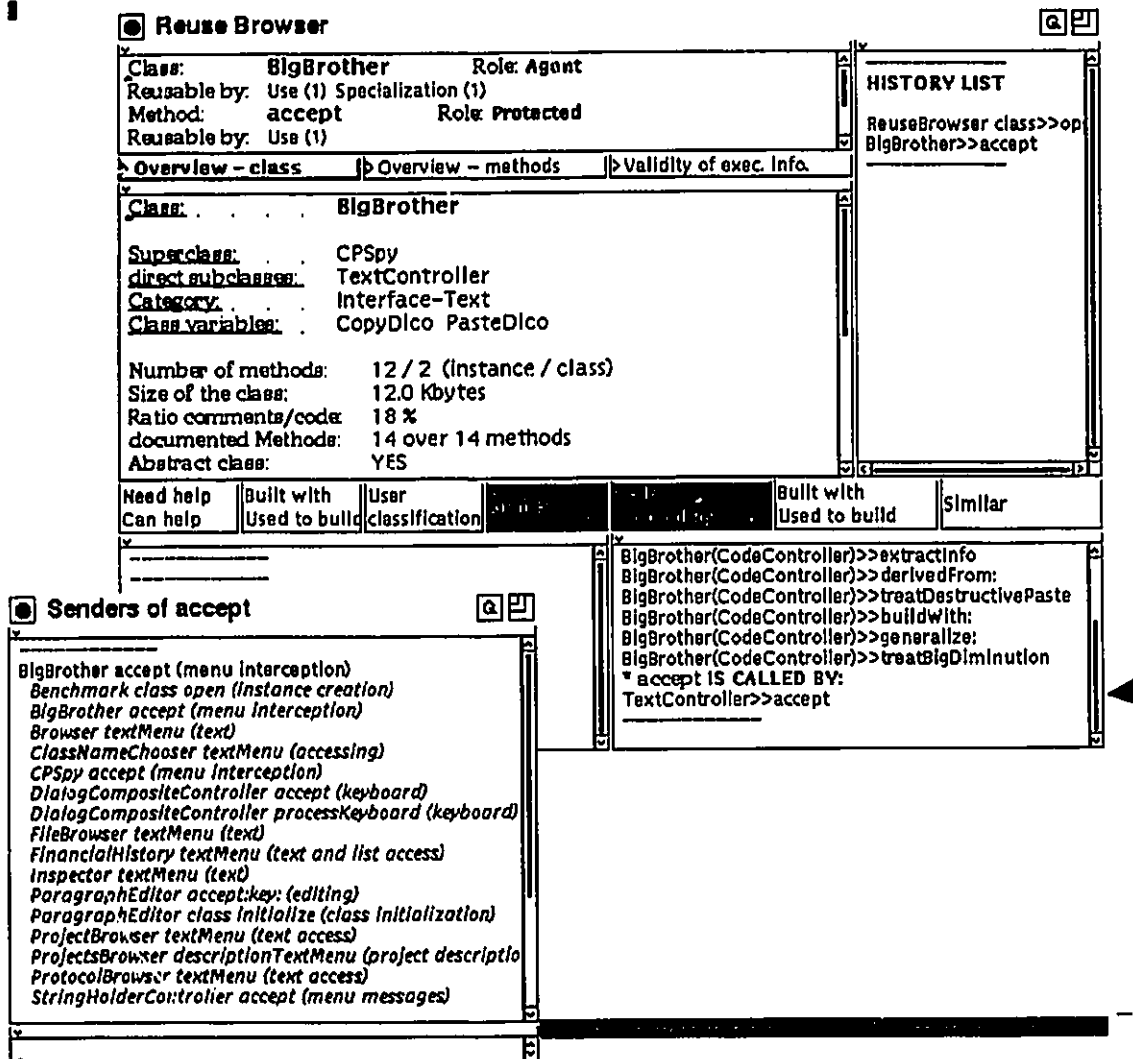 Reuse Browser
Class: BigBrother Role: Agent
Reusable by: Use (1) Specialization (1)
Method: accept Role: Protected
Reusable by: Use (1)
HISTORY LIST
ReuseBrowser class>>op
BigBrother>>accept
Overview - class
Overview - methods
Validity of exec. info.
Class: . . . . BigBrother
Superclass: . . CPSpy
direct subclasses: TextController
Category: . . . Interface-Text
Class variables: . CopyDico PasteDico
Number of methods: 12 / 2 (instance / class)
Size of the class: 12.0 Kbytes
Ratio comments/code: 18 %
documented Methods: 14 over 14 methods
Abstract class: YES
Need help
Can help
Built with
Used to build
User
classification
Built with
Used to build
Similar
BigBrother(CodeController)>>extractInfo
BigBrother(CodeController)>>derivedFrom:
BigBrother(CodeController)>>treatDestructivePaste
BigBrother(CodeController)>>buildWith:
BigBrother(CodeController)>>generalize:
BigBrother(CodeController)>>treatBigDiminution
* accept IS CALLED BY:
TextController>>accept
Senders of accept
BigBrother accept (menu interception)
Benchmark class open (instance creation)
BigBrother accept (menu interception)
Browser textMenu (text)
ClassNameChooser textMenu (accessing)
CPSpy accept (menu interception)
DialogCompositeController accept (keyboard)
DialogCompositeController processKeyboard (keyboard)
FileBrowser textMenu (text)
FinancialHistory textMenu (text and list access)
Inspector textMenu (text)
ParagraphEditor accept:key: (editing)
ParagraphEditor class initialize (class initialization)
ProjectBrowser textMenu (text access)
ProjectsBrowser descriptionTextMenu (project descriptio
ProtocolBrowser textMenu (text access)
StringHolderController accept (menu messages)